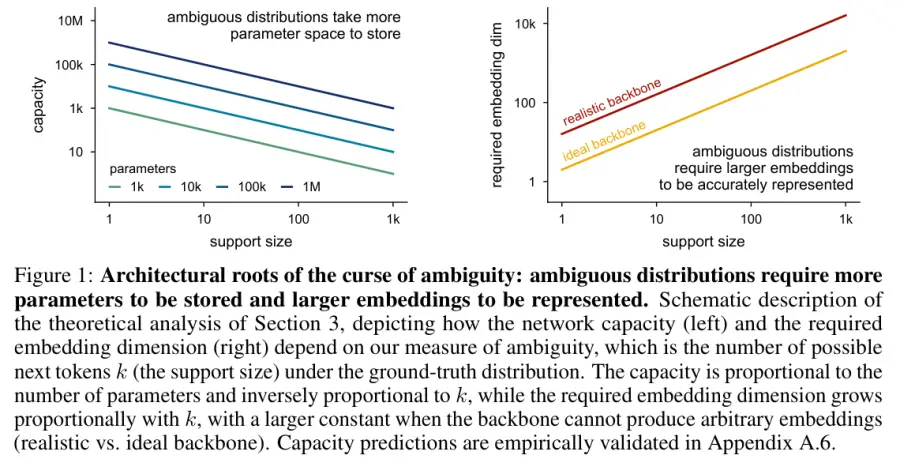 10M
100k
1k
10
capacity
ambiguous distributions take more
parameter space to store
parameters
1k 10k 100k 1M
1 10 100 1k
support size
10k
100
1
required embedding dim
realistic backbone
ideal backbone
ambiguous distributions
require larger embeddings
to be accurately represented
1 10 100 1k
support size
Figure 1: Architectural roots of the curse of ambiguity: ambiguous distributions require more
parameters to be stored and larger embeddings to be represented. Schematic description of
the theoretical analysis of Section 3, depicting how the network capacity (left) and the required
embedding dimension (right) depend on our measure of ambiguity, which is the number of possible
next tokens k (the support size) under the ground-truth distribution. The capacity is proportional to the
number of parameters and inversely proportional to k, while the required embedding dimension grows
proportionally with k, with a larger constant when the backbone cannot produce arbitrary embeddings
(realistic vs. ideal backbone). Capacity predictions are empirically validated in Appendix A.6.